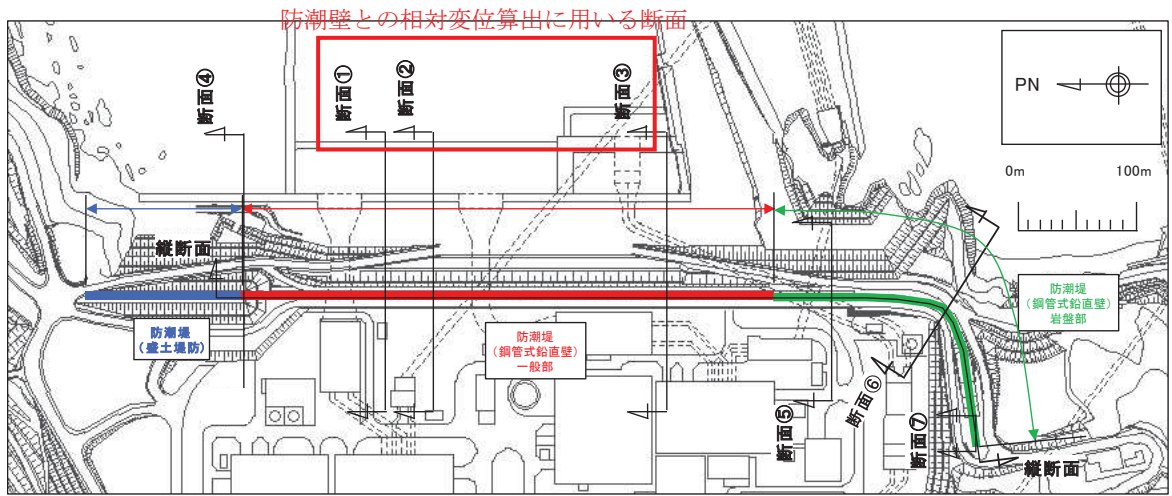 防潮壁との相対変位算出に用いる断面
断面④
断面①
断面②
断面③
PN
0m
100m
縦断面
防潮堤
(盛土堤防)
防潮堤
(鋼管式鉛直壁)
一般部
防潮堤
(鋼管式鉛直壁)
岩盤部
断面⑤
断面⑥
断面⑦
縦断面